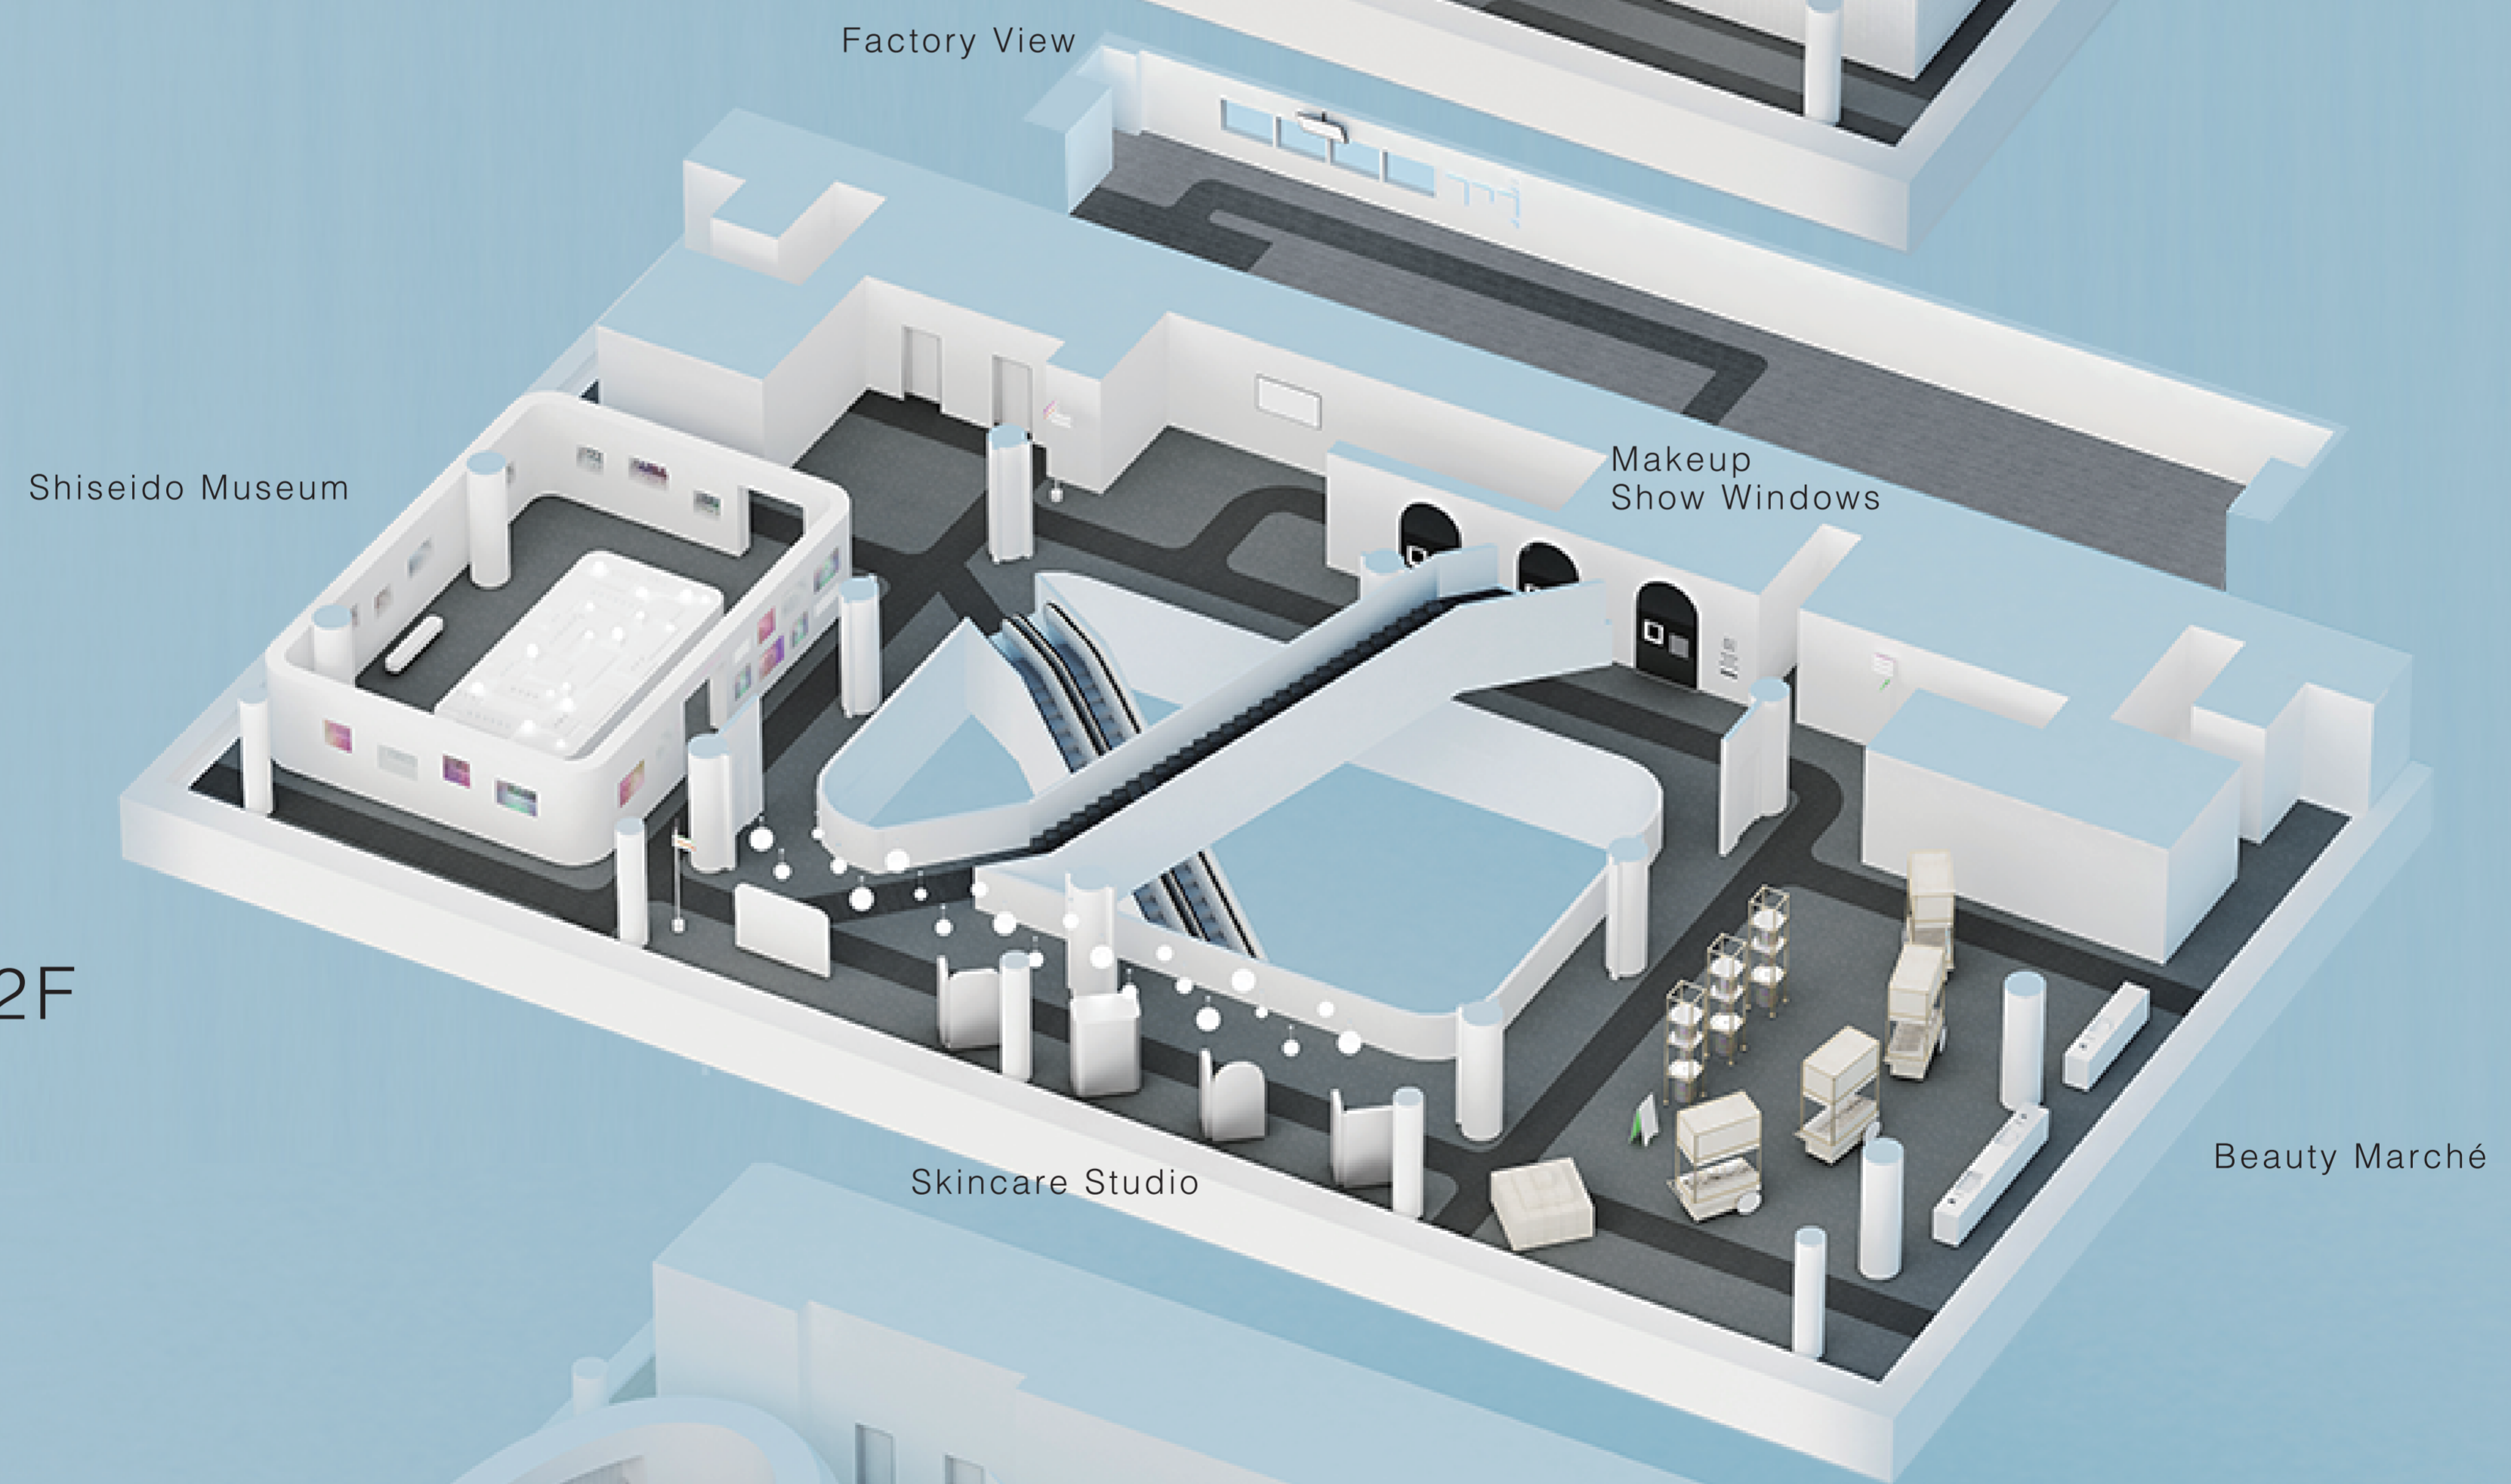 Factory View
Makeup
Show Windows
Shiseido Museum
2F
Beauty Marché
Skincare Studio